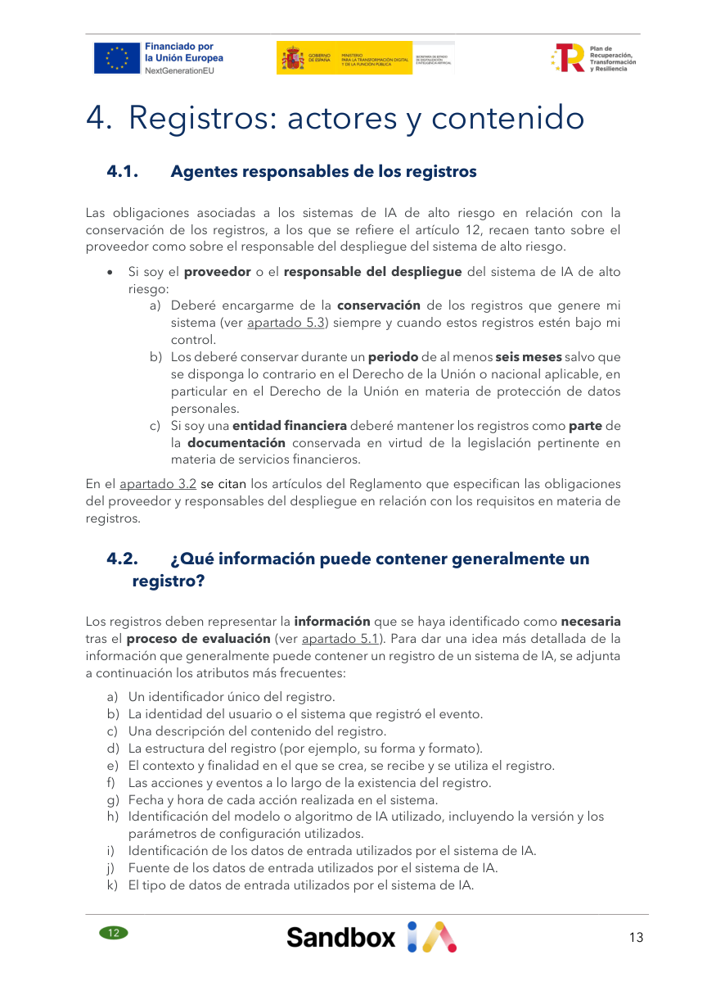 Financiado por
la Unión Europea
NextGenerationEU
GOBIERNO
DE ESPAÑA
MINISTERIO
PARA LA TRANSFORMACIÓN DIGITAL
Y DE LA FUNCIÓN PÚBLICA
SECRETARÍA DE ESTADO
DE DIGITALIZACIÓN
E INTELIGENCIA ARTIFICIAL
Plan de
Recuperación,
Transformación
y Resiliencia
4. Registros: actores y contenido
4.1. Agentes responsables de los registros
Las obligaciones asociadas a los sistemas de IA de alto riesgo en relación con la
conservación de los registros, a los que se refiere el artículo 12, recaen tanto sobre el
proveedor como sobre el responsable del despliegue del sistema de alto riesgo.
• Si soy el proveedor o el responsable del despliegue del sistema de IA de alto
riesgo:
a) Deberé encargarme de la conservación de los registros que genere mi
sistema (ver apartado 5.3) siempre y cuando estos registros estén bajo mi
control.
b) Los deberé conservar durante un periodo de al menos seis meses salvo que
se disponga lo contrario en el Derecho de la Unión o nacional aplicable, en
particular en el Derecho de la Unión en materia de protección de datos
personales.
c) Si soy una entidad financiera deberé mantener los registros como parte de
la documentación conservada en virtud de la legislación pertinente en
materia de servicios financieros.
En el apartado 3.2 se citan los artículos del Reglamento que especifican las obligaciones
del proveedor y responsables del despliegue en relación con los requisitos en materia de
registros.
4.2. ¿Qué información puede contener generalmente un
registro?
Los registros deben representar la información que se haya identificado como necesaria
tras el proceso de evaluación (ver apartado 5.1). Para dar una idea más detallada de la
información que generalmente puede contener un registro de un sistema de IA, se adjunta
a continuación los atributos más frecuentes:
a) Un identificador único del registro.
b) La identidad del usuario o el sistema que registró el evento.
c) Una descripción del contenido del registro.
d) La estructura del registro (por ejemplo, su forma y formato).
e) El contexto y finalidad en el que se crea, se recibe y se utiliza el registro.
f) Las acciones y eventos a lo largo de la existencia del registro.
g) Fecha y hora de cada acción realizada en el sistema.
h) Identificación del modelo o algoritmo de IA utilizado, incluyendo la versión y los
parámetros de configuración utilizados.
i) Identificación de los datos de entrada utilizados por el sistema de IA.
j) Fuente de los datos de entrada utilizados por el sistema de IA.
k) El tipo de datos de entrada utilizados por el sistema de IA.
12
Sandbox IA
13